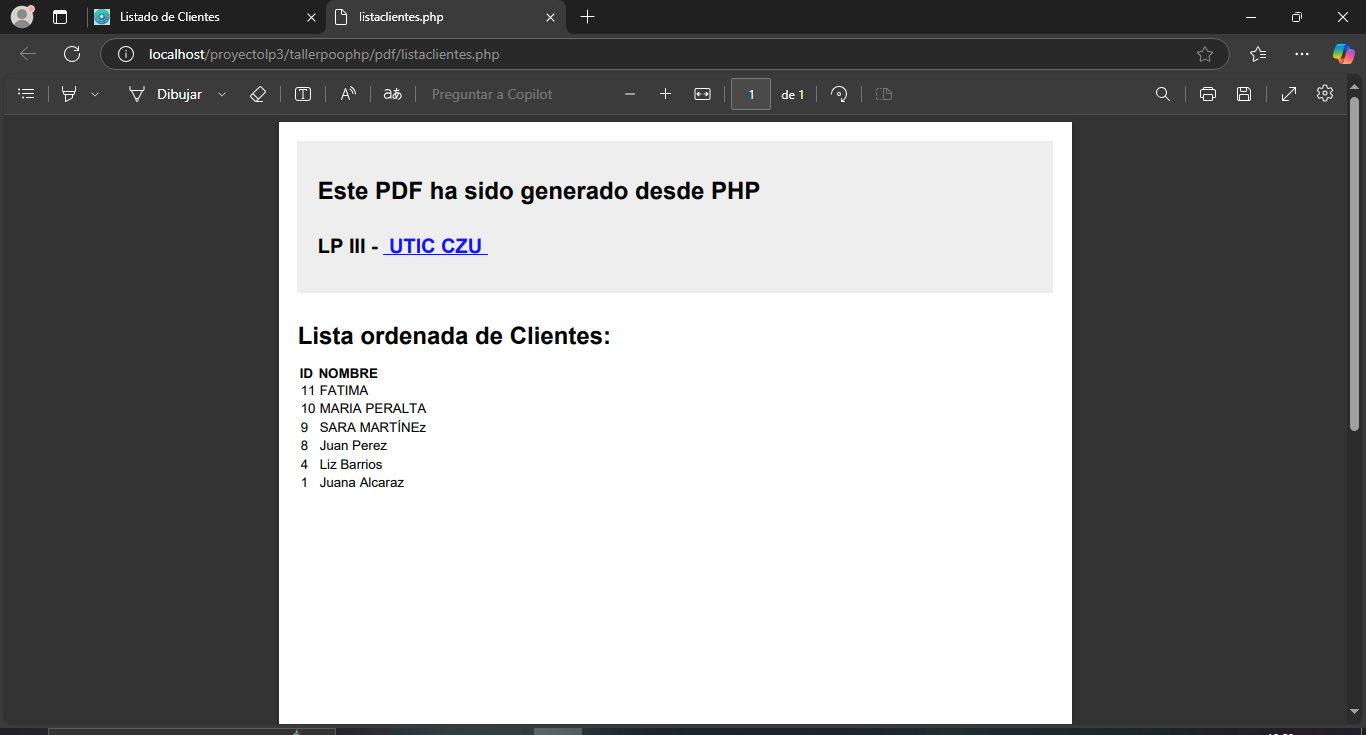 Listado de Clientes
listaclientes.php
localhost/proyectolp3/tallerpoophp/pdf/listaclientes.php
Dibujar
aあ
Preguntar a Copilot
1 de 1
Este PDF ha sido generado desde PHP
LP III - UTIC CZU
Lista ordenada de Clientes:
ID NOMBRE
11 FATIMA
10 MARIA PERALTA
9 SARA MARTÍNEz
8 Juan Perez
4 Liz Barrios
1 Juana Alcaraz